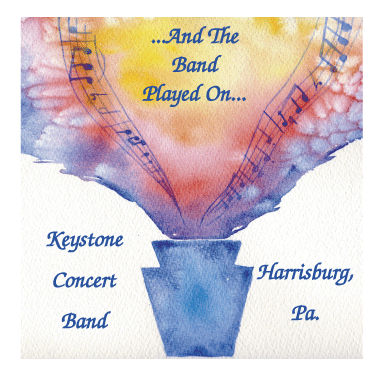 ...And The
Band
Played On...
Keystone
Concert
Band
Harrisburg,
Pa.